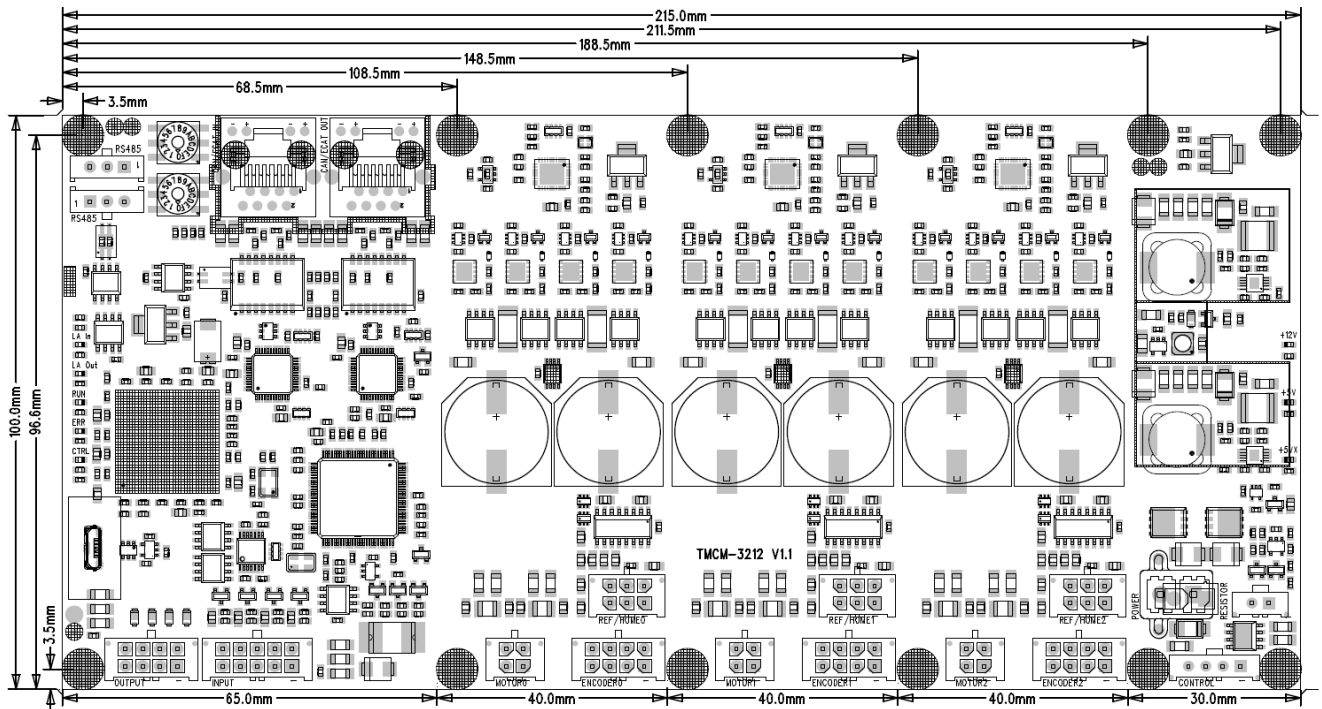 215.0mm
211.5mm
188.5mm
148.5mm
108.5mm
68.5mm
3.5mm
100.0mm
96.6mm
3.5mm
RS485
1
CAN/ECAT OUT
1
RS485
+12V
LA In
LA Out
RUN
ERR
CTRL
+5V
+5VX
TMCM-3212 V1.1
POWER
RESISTOR
REF/HOME0
REF/HOME1
REF/HOME2
OUTPUT
INPUT
MOTOR0
ENCODER0
MOTOR1
ENCODER1
MOTOR2
ENCODER2
CONTROL
65.0mm
40.0mm
40.0mm
40.0mm
30.0mm